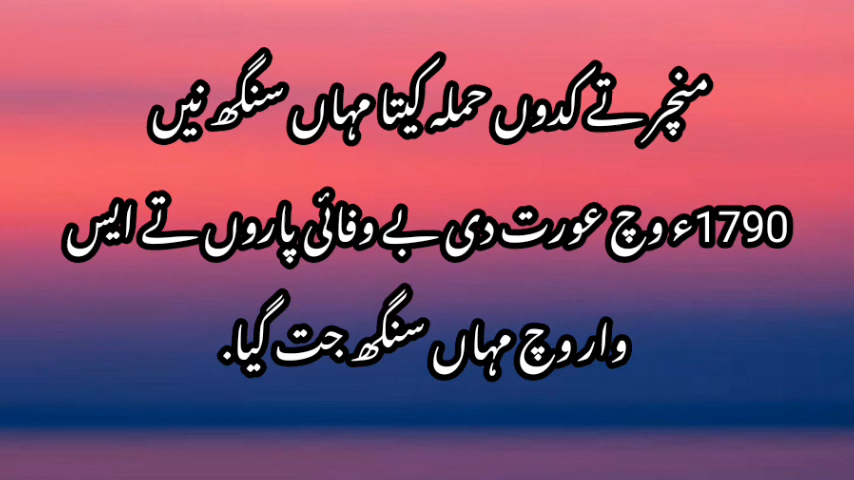 منچر تے کدوں حملہ کیتا مہاں سنگھ نیں
1790ء وچ عورت دی بے وفائی پاروں تے ایس
وار وچ مہاں سنگھ جت گیا.